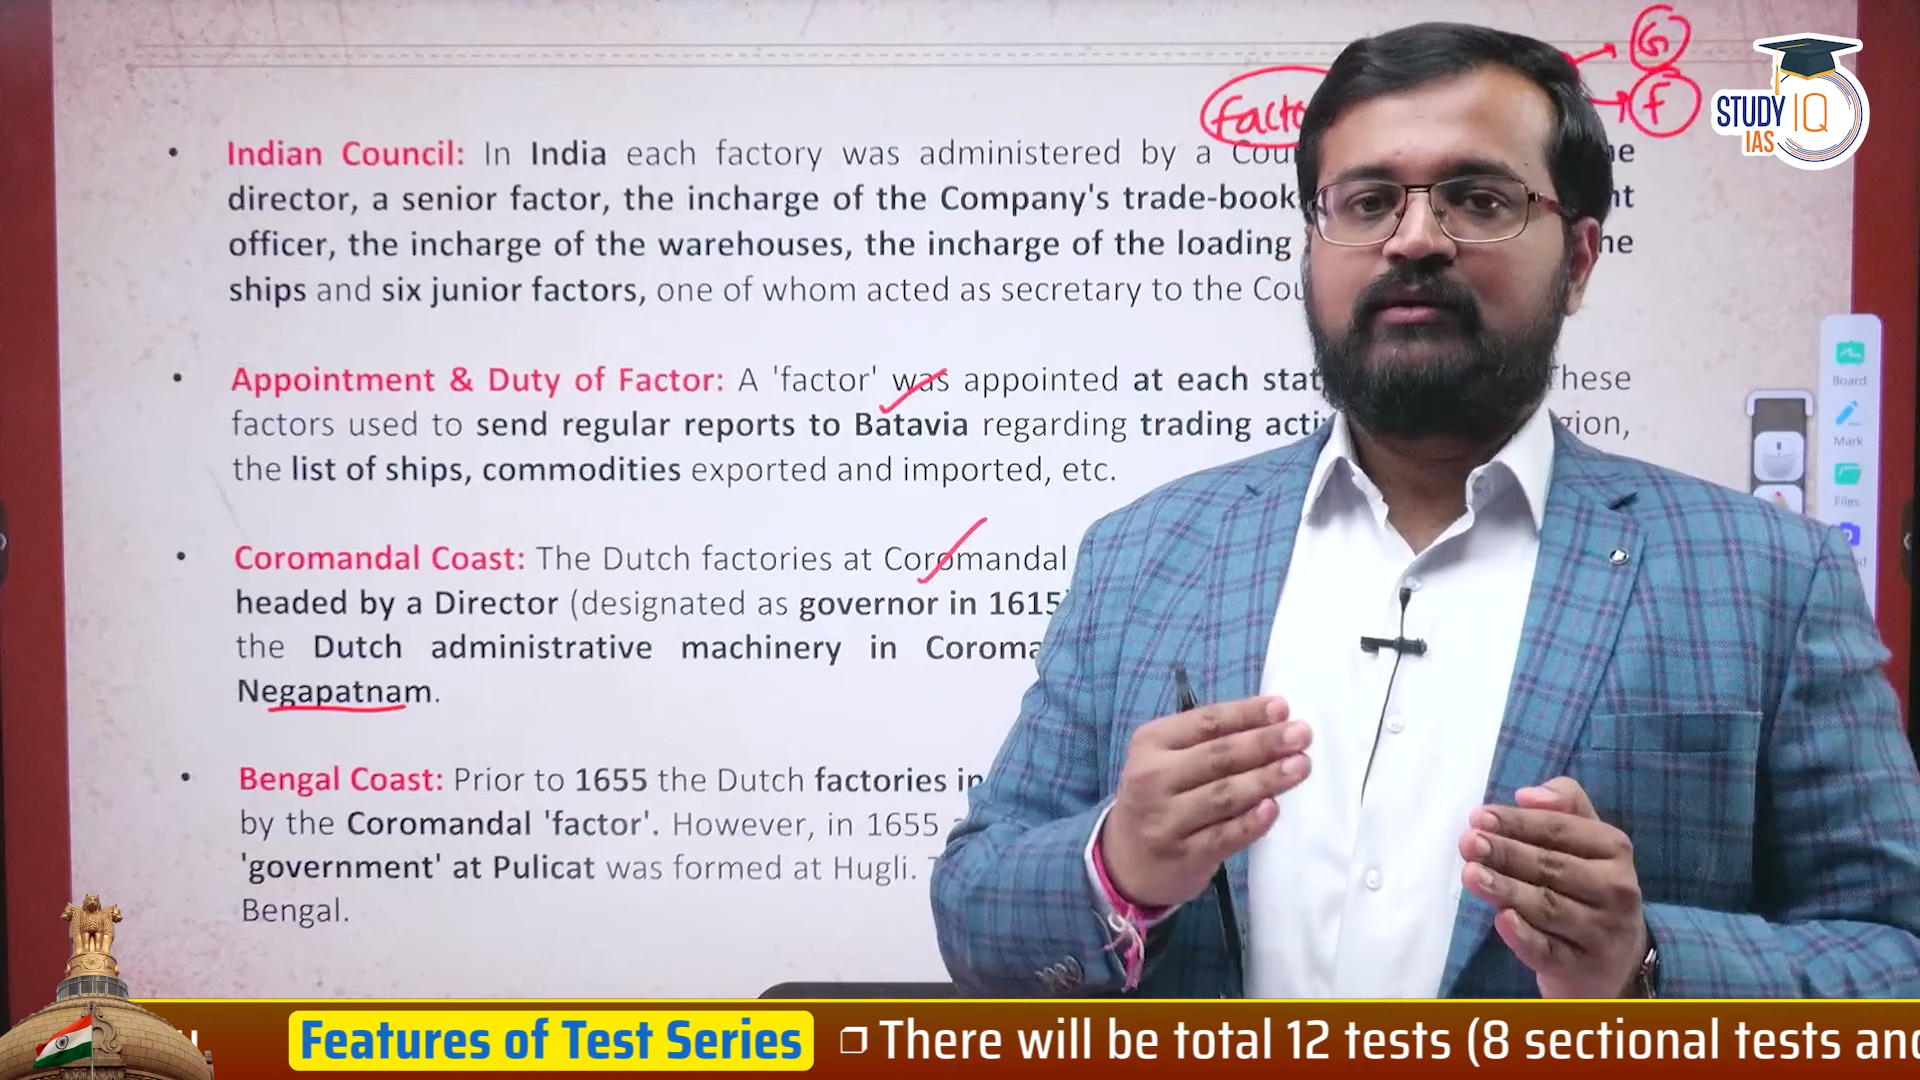 G
Facto
F
STUDY IQ
IAS
• Indian Council: In India each factory was administered by a
director, a senior factor, the incharge of the Company's trade-book
officer, the incharge of the warehouses, the incharge of the loading
ships and six junior factors, one of whom acted as secretary to the
• Appointment & Duty of Factor: A 'factor' was appointed at each These
factors used to send regular reports to Batavia regarding trading
the list of ships, commodities exported and imported, etc.
• Coromandal Coast: The Dutch factories at Coromandal
headed by a Director (designated as governor in 1615
the Dutch administrative machinery in
Negapatnam.
• Bengal Coast: Prior to 1655 the Dutch factories in
by the Coromandal 'factor'. However, in 1655
'government' at Pulicat was formed at Hugli.
Bengal.
Board
Mark
Files
Features of Test Series ❐ There will be total 12 tests (8 sectional tests and